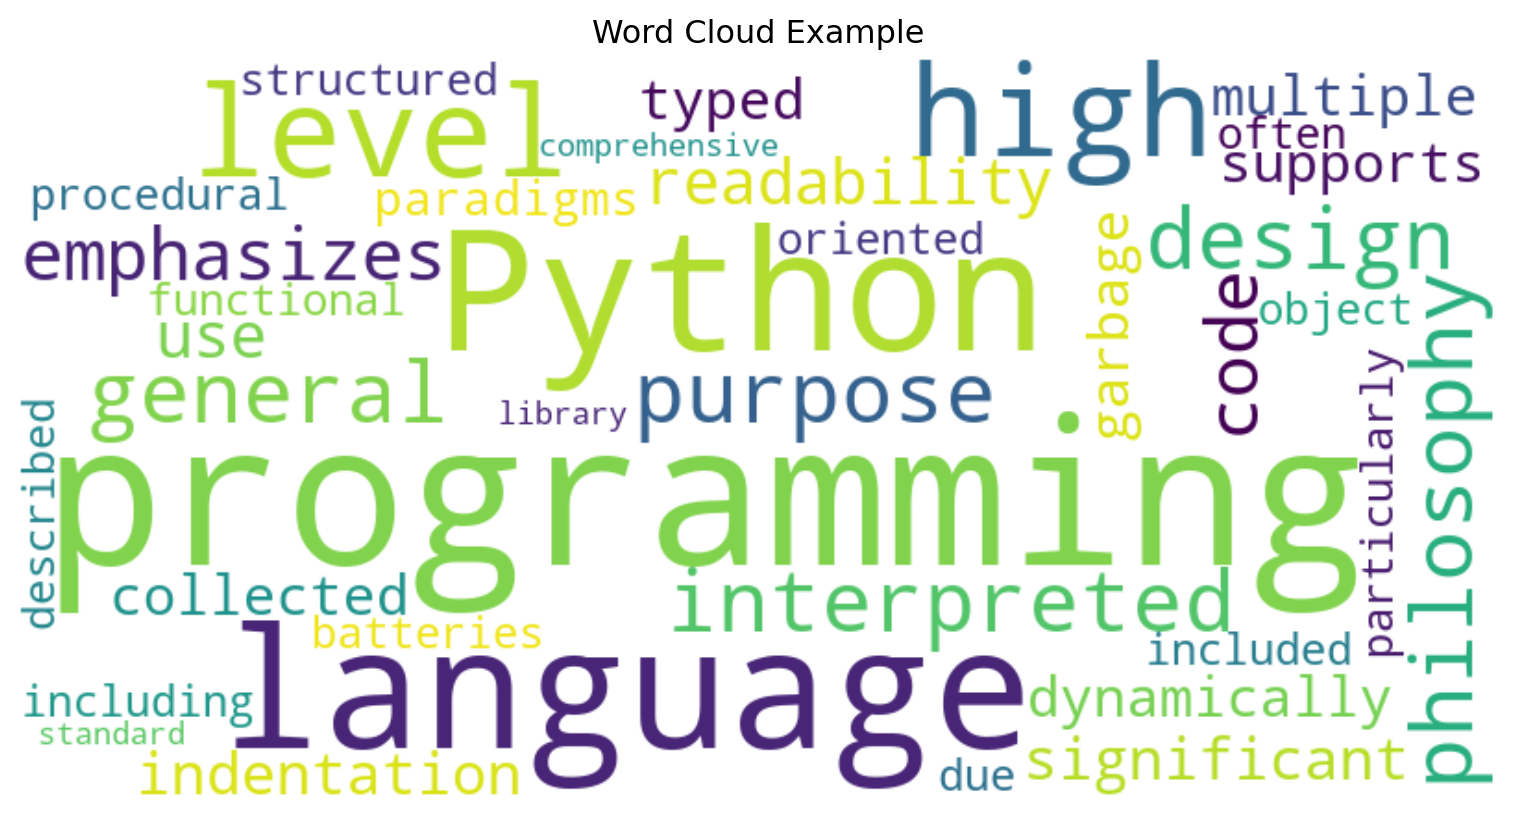 Word Cloud Example
structured
level
typed
high
multiple
often
comprehensive
supports
procedural
paradigms
readability
emphasizes
Python
oriented
garbage
design
functional
use
code
object
philosophy
general
library
purpose
particularly
described
programming
collected
interpreted
batteries
language
included
including
dynamically
standard
indentation
due
significant